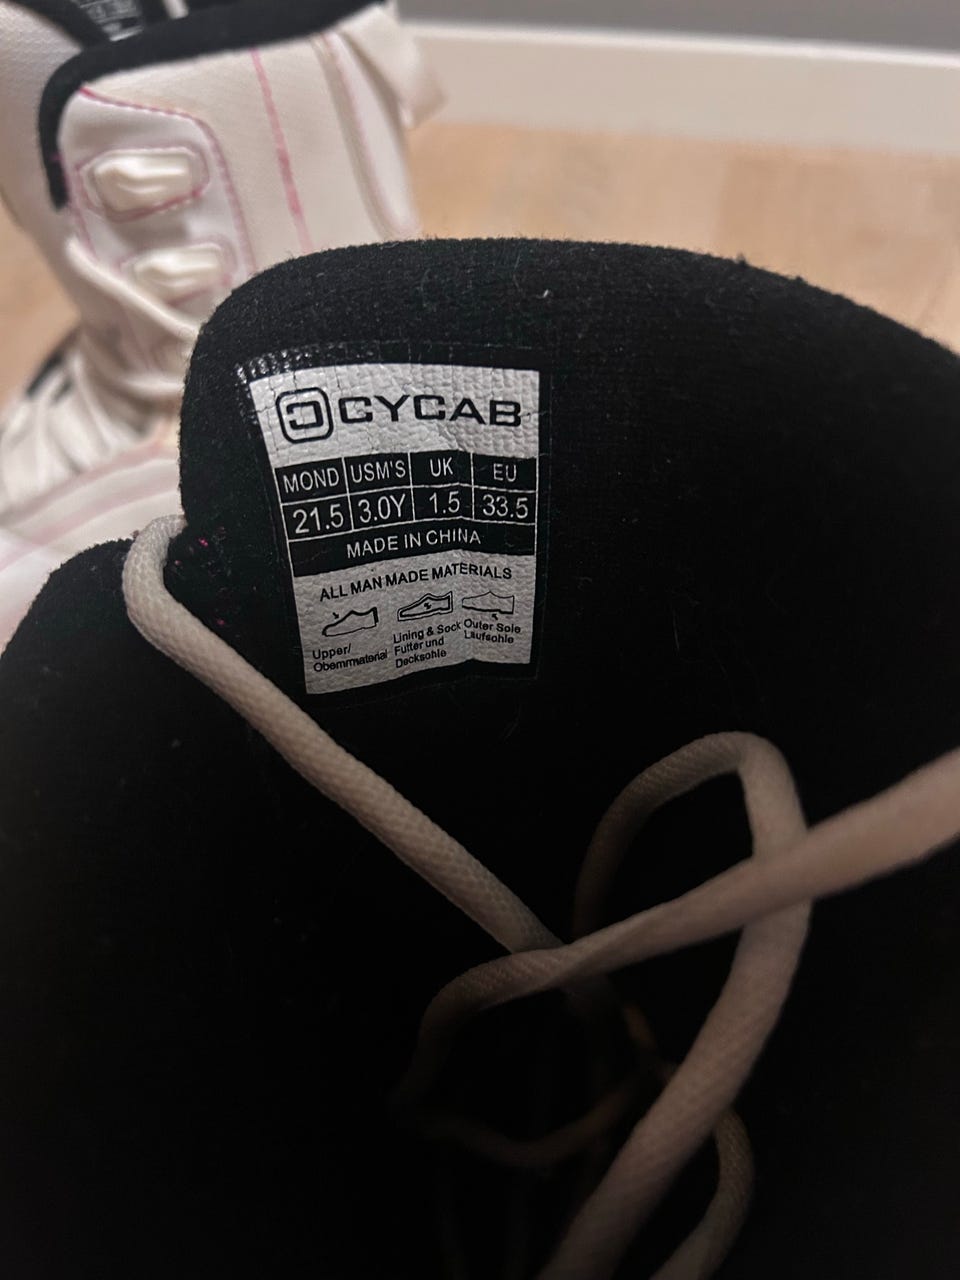 CYCAB
MOND USM'S UK EU
21.5 3.0Y 1.5 33.5
MADE IN CHINA
ALL MAN MADE MATERIALS
Upper/
Obermmaterial
Lining & Sock
Futter und
Decksohle
Outer Sole
Laufsohle